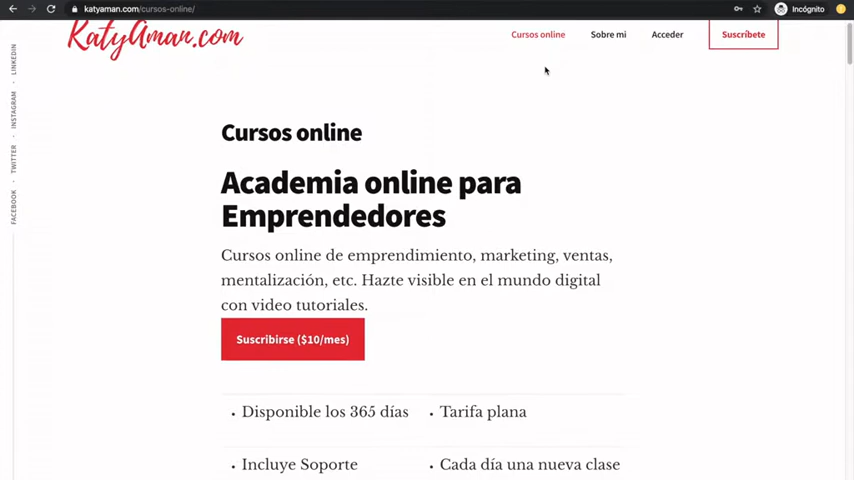 katyaman.com/cursos-online/
Incógnito
KatyAman.com
Cursos online
Sobre mi
Acceder
Suscríbete
LINKEDIN
INSTAGRAM
TWITTER
FACEBOOK
Cursos online
Academia online para
Emprendedores
Cursos online de emprendimiento, marketing, ventas,
mentalización, etc. Hazte visible en el mundo digital
con video tutoriales.
Suscribirse ($10/mes)
• Disponible los 365 días
• Tarifa plana
• Incluye Soporte
• Cada día una nueva clase